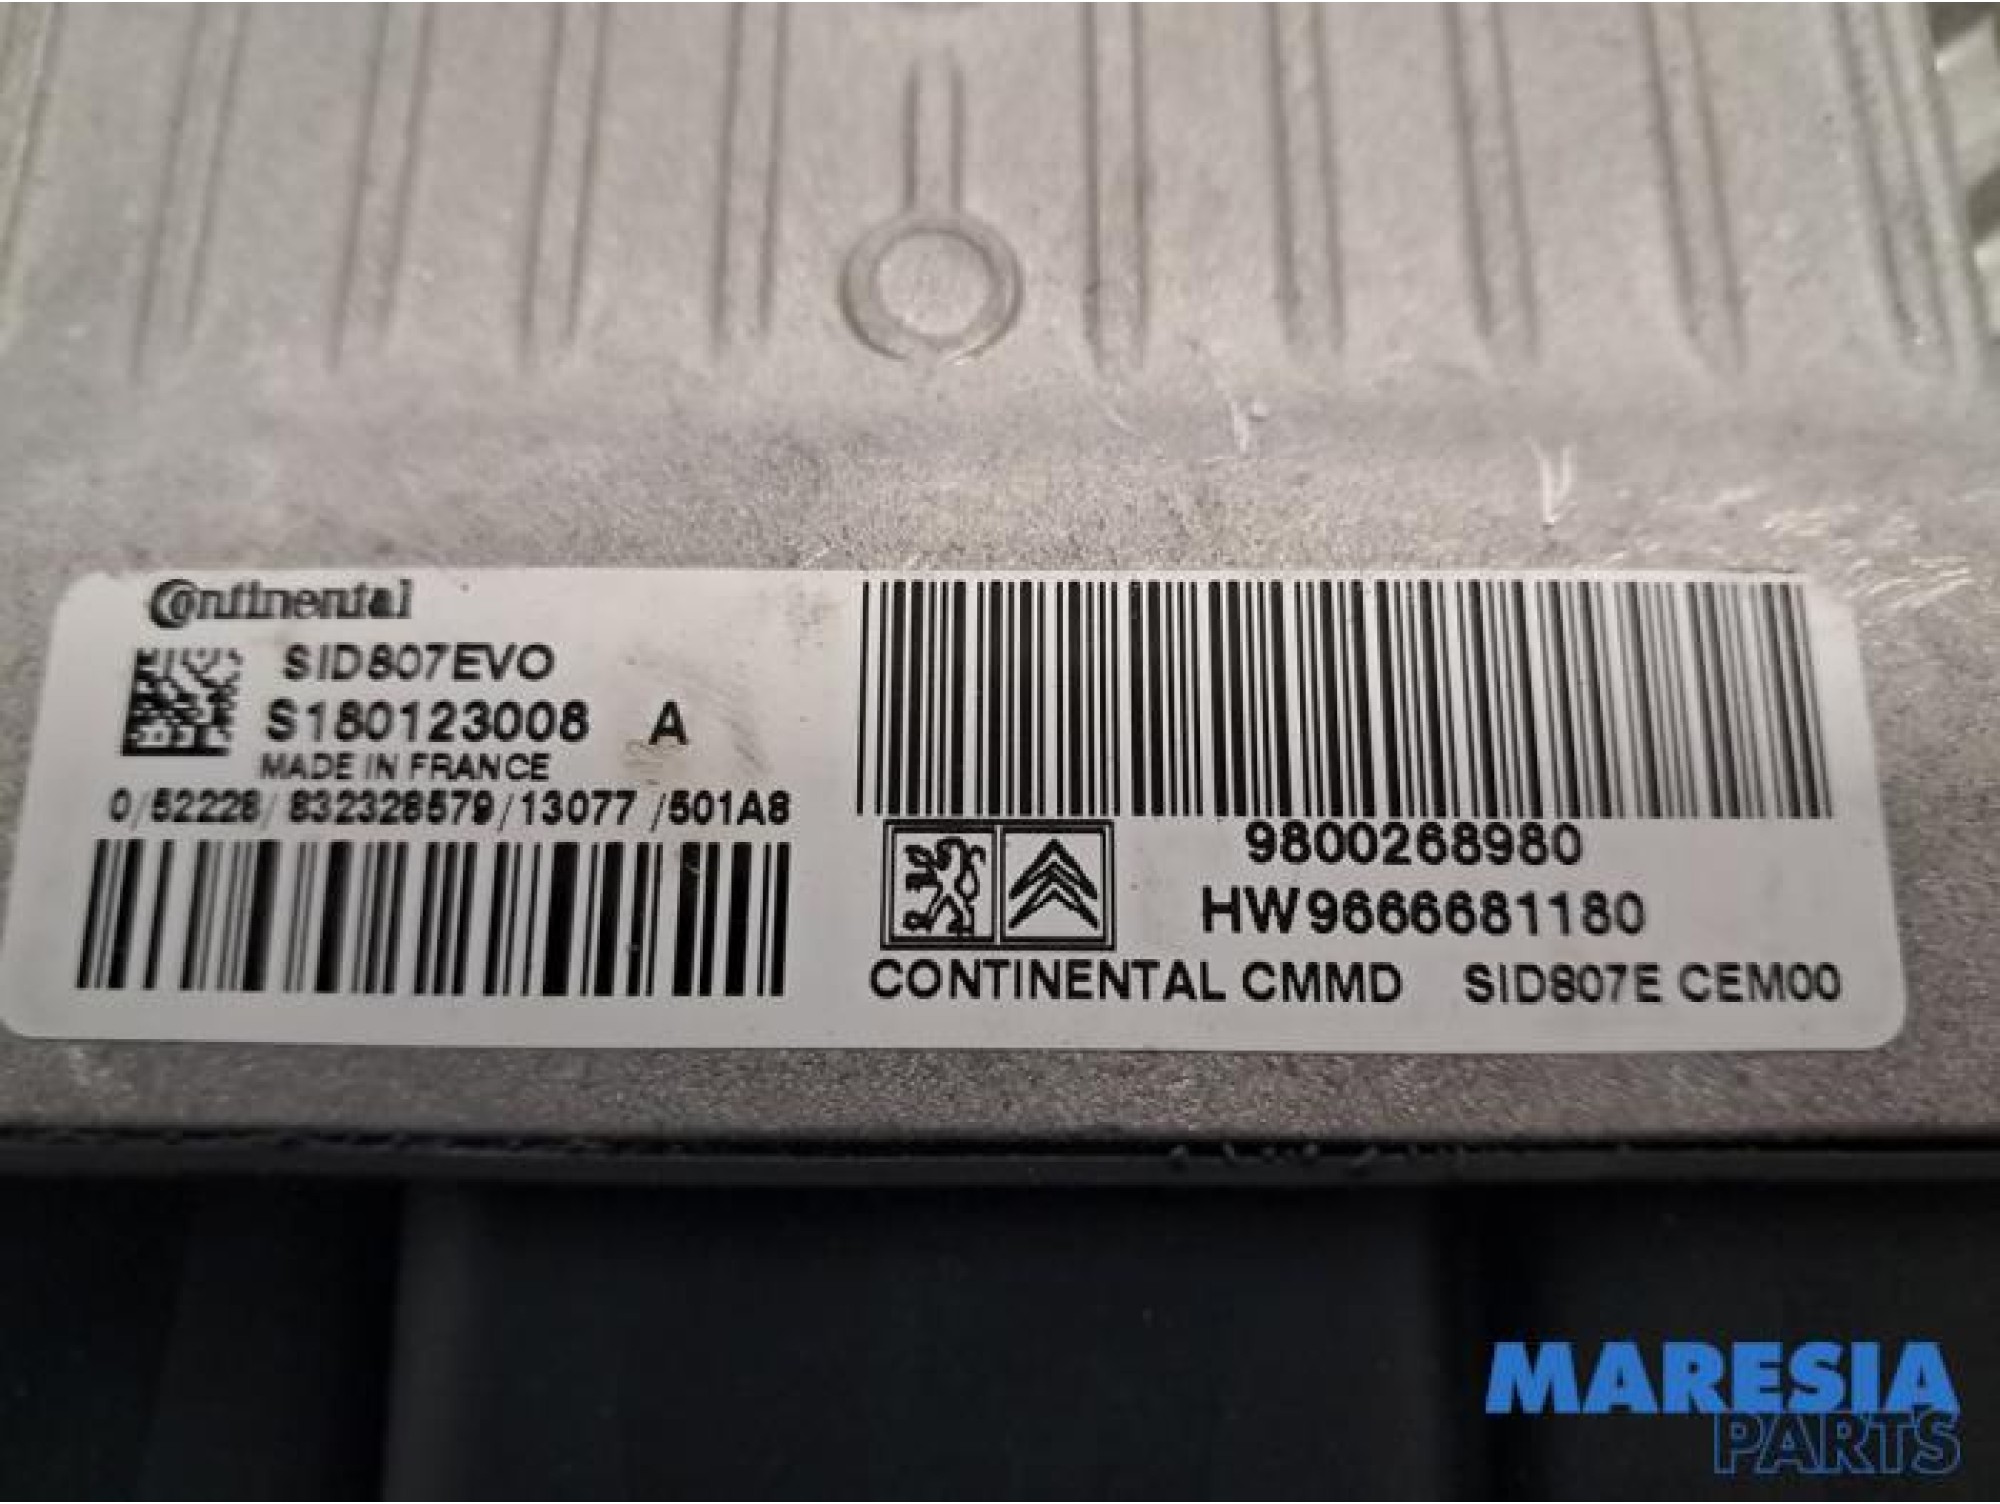 Continental
SID807EVO
S180123008 A
MADE IN FRANCE
0/52228/832328579/13077 /501A8
9800268980
HW9666681180
CONTINENTAL CMMD SID807E CEM00
MARESIA
PARTS